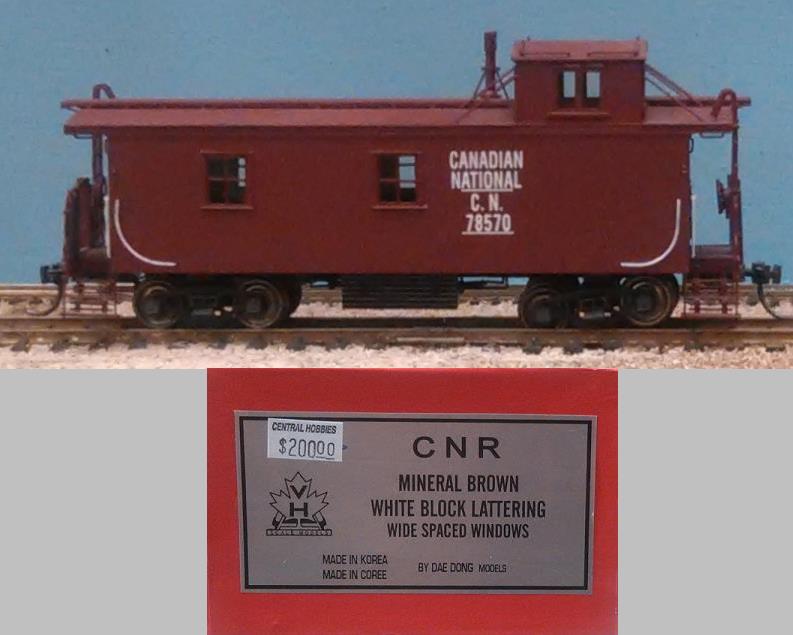 CANADIAN
NATIONAL
C. N.
78570
CENTRAL HOBBIES
$200.00
CNR
MINERAL BROWN
WHITE BLOCK LATTERING
WIDE SPACED WINDOWS
VH
SCALE MODELS
MADE IN KOREA
MADE IN COREE
BY DAE DONG MODELS